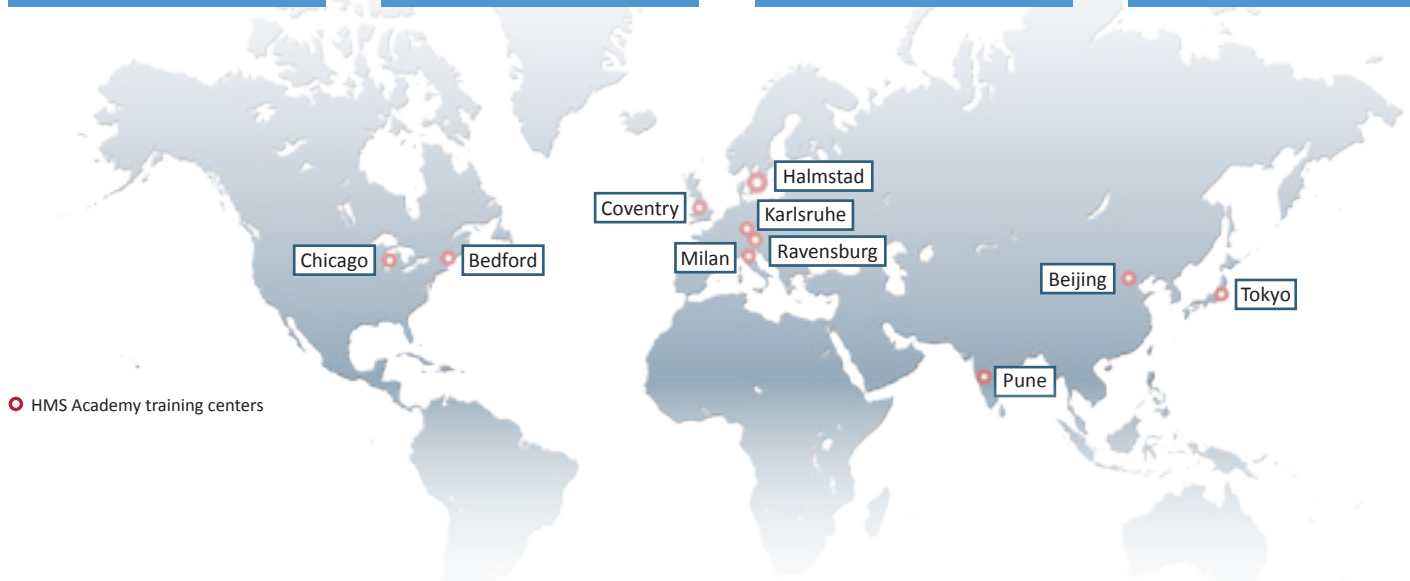 Halmstad
Coventry
Karlsruhe
Chicago
Bedford
Milan
Ravensburg
Beijing
Tokyo
Pune
HMS Academy training centers